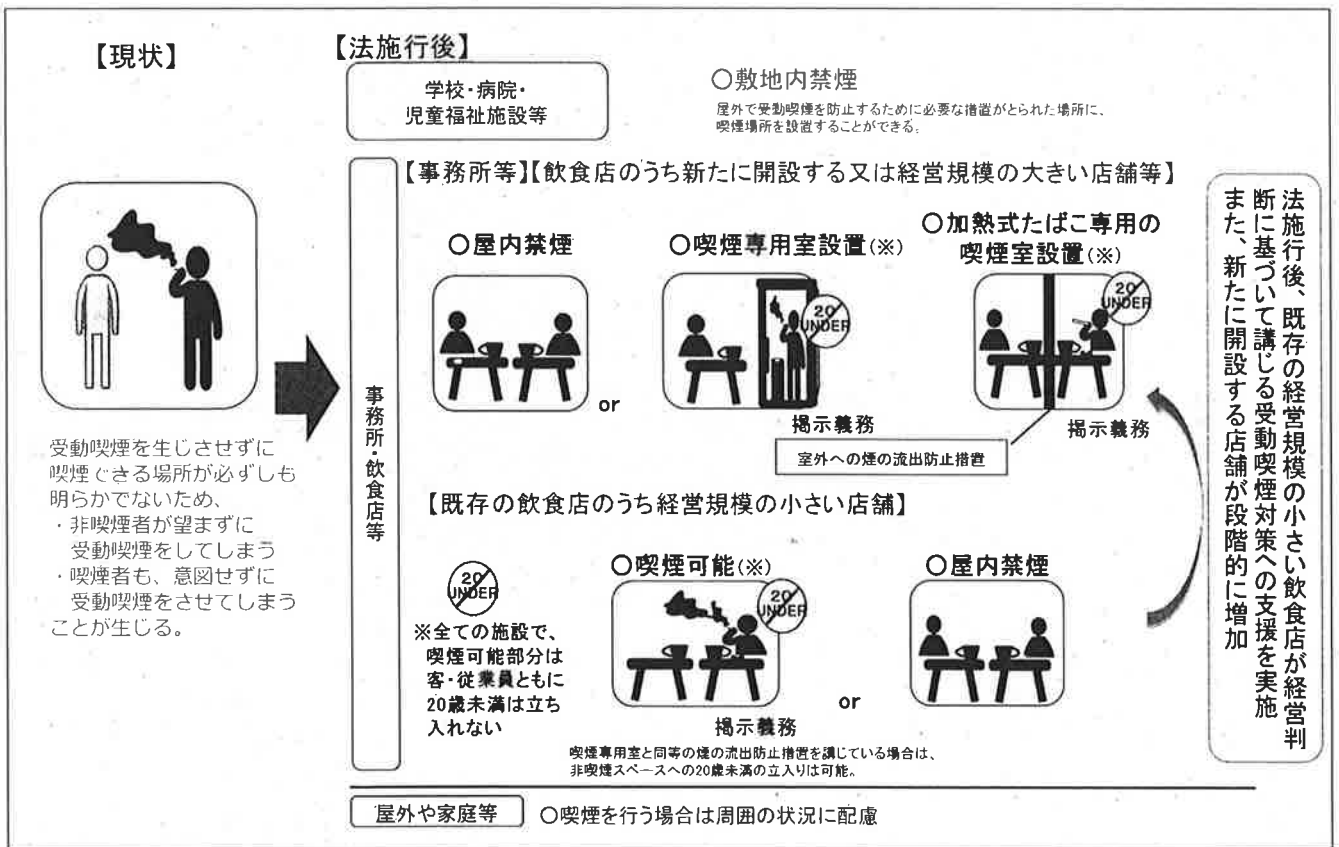 【現状】
受動喫煙を生じさせずに
喫煙できる場所が必ずしも
明らかでないため、
・非喫煙者が望まずに
受動喫煙をしてしまう
・喫煙者も、意図せずに
受動喫煙をさせてしまう
ことが生じる。
【法施行後】
学校・病院・
児童福祉施設等
○敷地内禁煙
屋外で受動喫煙を防止するために必要な措置がとられた場所に、
喫煙場所を設置することができる。
事務所・飲食店等
【事務所等】【飲食店のうち新たに開設する又は経営規模の大きい店舗等】
○屋内禁煙
or
○喫煙専用室設置(※)
20
UNDER
掲示義務
○加熱式たばこ専用の
喫煙室設置(※)
20
UNDER
掲示義務
室外への煙の流出防止措置
【既存の飲食店のうち経営規模の小さい店舗】
20
UNDER
※全ての施設で、
喫煙可能部分は
客・従業員ともに
20歳未満は立ち
入れない
○喫煙可能(※)
20
UNDER
掲示義務
or
○屋内禁煙
喫煙専用室と同等の煙の流出防止措置を講じている場合は、
非喫煙スペースへの20歳未満の立入りは可能。
法施行後、既存の経営規模の小さい飲食店が経営判
断に基づいて講じる受動喫煙対策への支援を実施
また、新たに開設する店舗が段階的に増加
屋外や家庭等
○喫煙を行う場合は周囲の状況に配慮